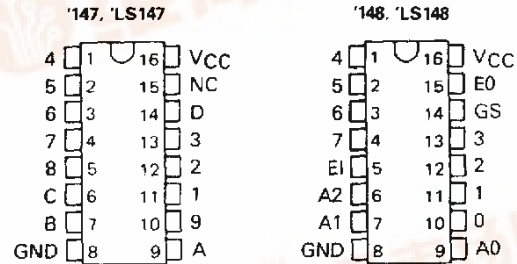 '147, 'LS147
4 1 16 VCC
5 2 15 NC
6 3 14 D
7 4 13 3
8 5 12 2
C 6 11 1
B 7 10 9
GND 8 9 A
'148, 'LS148
4 1 16 VCC
5 2 15 E0
6 3 14 GS
7 4 13 3
EI 5 12 2
A2 6 11 1
A1 7 10 0
GND 8 9 A0